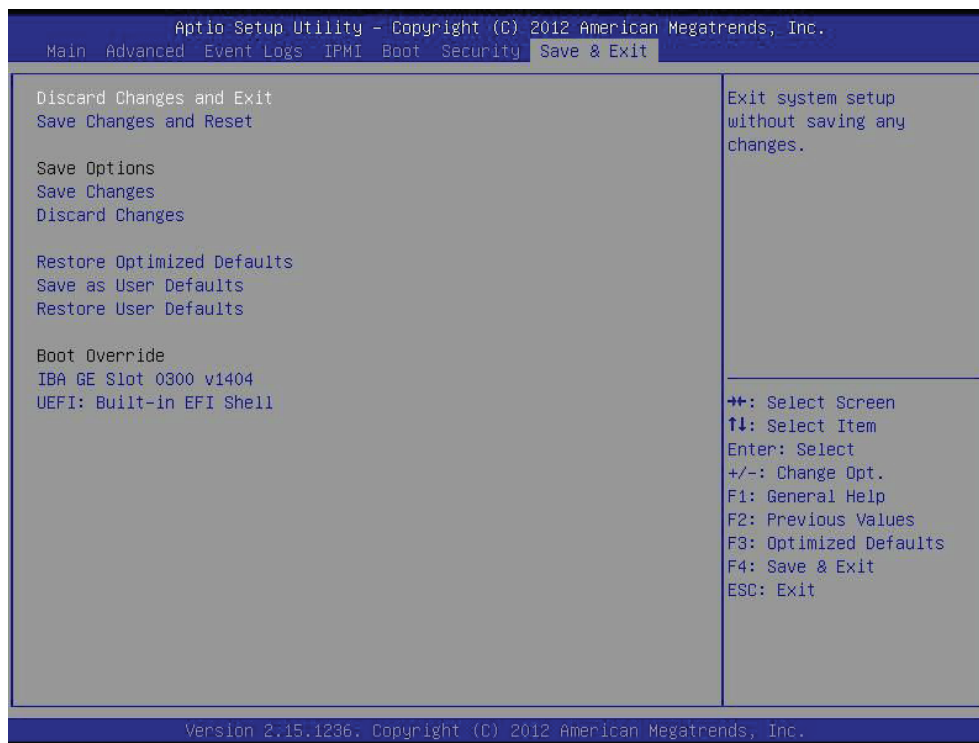 Aptio Setup Utility – Copyright (C) 2012 American Megatrends, Inc.
Main Advanced Event Logs IPMI Boot Security Save & Exit
Discard Changes and Exit
Save Changes and Reset
Save Options
Save Changes
Discard Changes
Restore Optimized Defaults
Save as User Defaults
Restore User Defaults
Boot Override
IBA GE Slot 0300 v1404
UEFI: Built-in EFI Shell
Exit system setup
without saving any
changes.
→←: Select Screen
↑↓: Select Item
Enter: Select
+/-: Change Opt.
F1: General Help
F2: Previous Values
F3: Optimized Defaults
F4: Save & Exit
ESC: Exit
Version 2.15.1236. Copyright (C) 2012 American Megatrends, Inc.